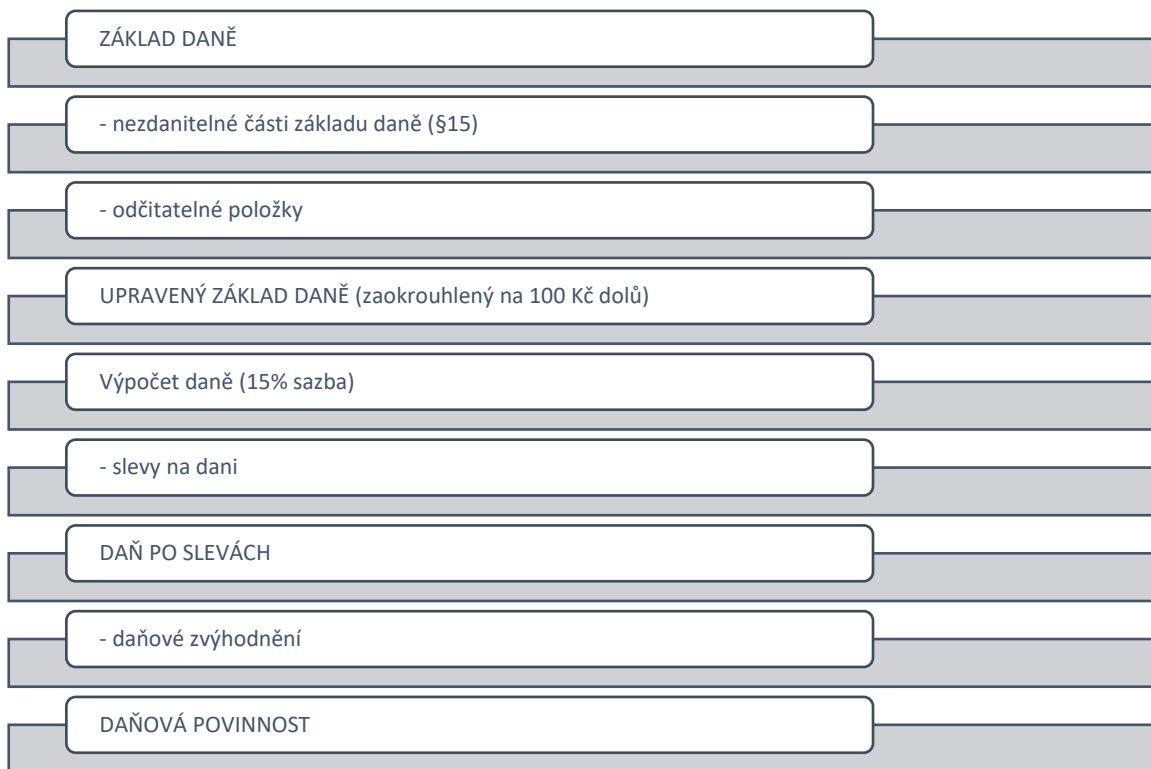 ZÁKLAD DANĚ
- nezdanitelné části základu daně (§15)
- odčitatelné položky
UPRAVENÝ ZÁKLAD DANĚ (zaokrouhlený na 100 Kč dolů)
Výpočet daně (15% sazba)
- slevy na dani
DAŇ PO SLEVÁCH
- daňové zvýhodnění
DAŇOVÁ POVINNOST